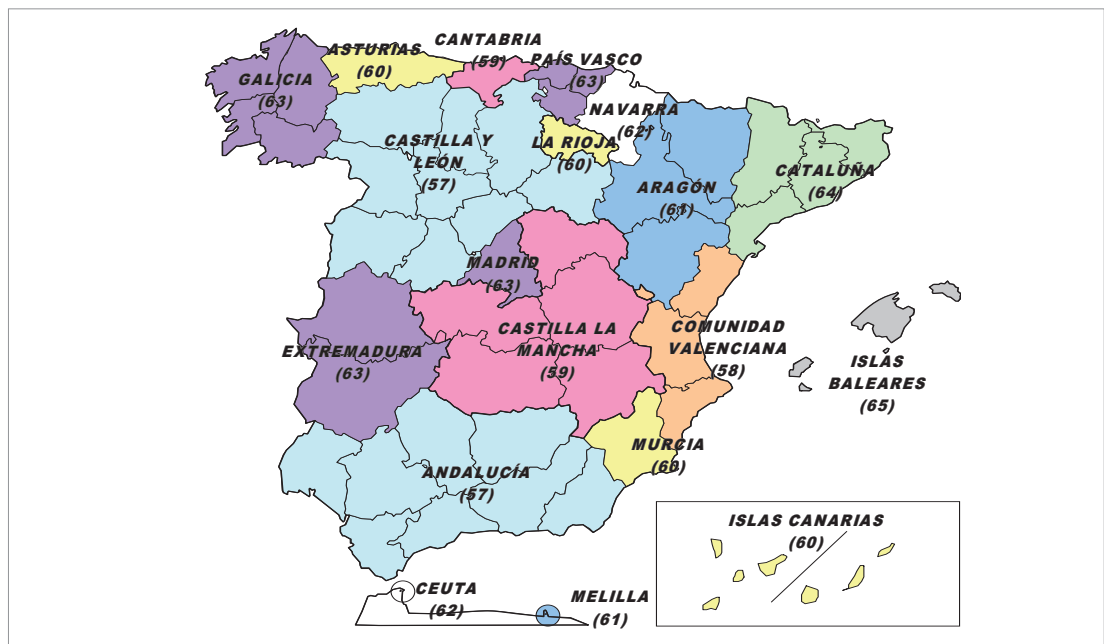 CANTABRIA
(59)
ASTURIAS
(60)
PAÍS VASCO
(63)
GALICIA
(63)
NAVARRA
(62)
CASTILLA Y
LEÓN
(57)
LA RIOJA
(60)
ARAGÓN
(61)
CATALUÑA
(64)
MADRID
(63)
EXTREMADURA
(63)
CASTILLA LA
MANCHA
(59)
COMUNIDAD
VALENCIANA
(58)
ISLAS
BALEARES
(65)
MURCIA
(60)
ANDALUCÍA
(57)
ISLAS CANARIAS
(60)
CEUTA
(62)
MELILLA
(61)